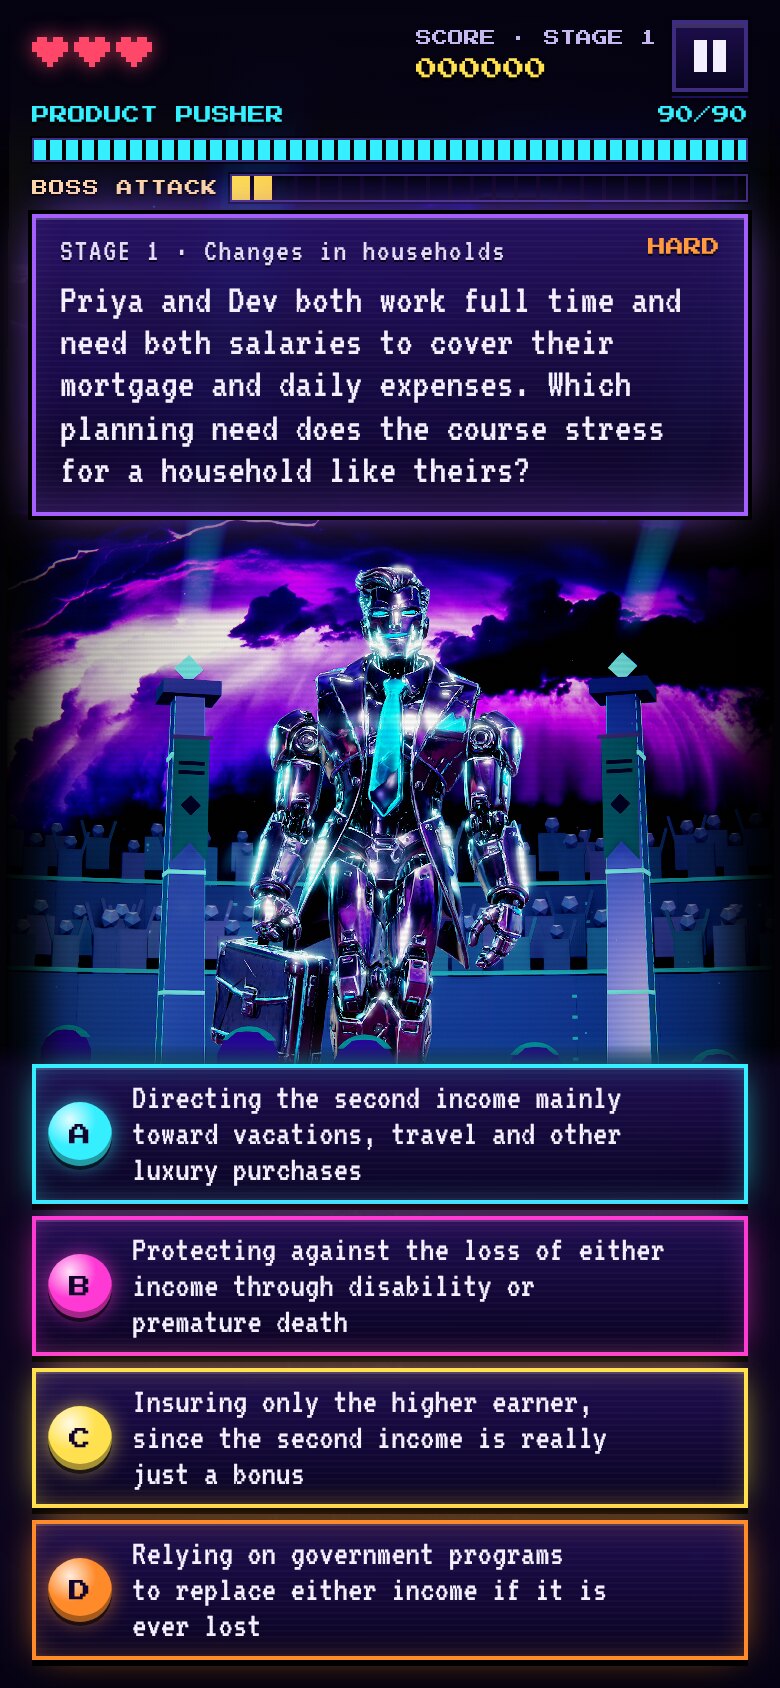 SCORE · STAGE 1
000000
PRODUCT PUSHER
90/90
BOSS ATTACK
STAGE 1 · Changes in households
HARD
Priya and Dev both work full time and
need both salaries to cover their
mortgage and daily expenses. Which
planning need does the course stress
for a household like theirs?
A
Directing the second income mainly
toward vacations, travel and other
luxury purchases
B
Protecting against the loss of either
income through disability or
premature death
C
Insuring only the higher earner,
since the second income is really
just a bonus
D
Relying on government programs
to replace either income if it is
ever lost